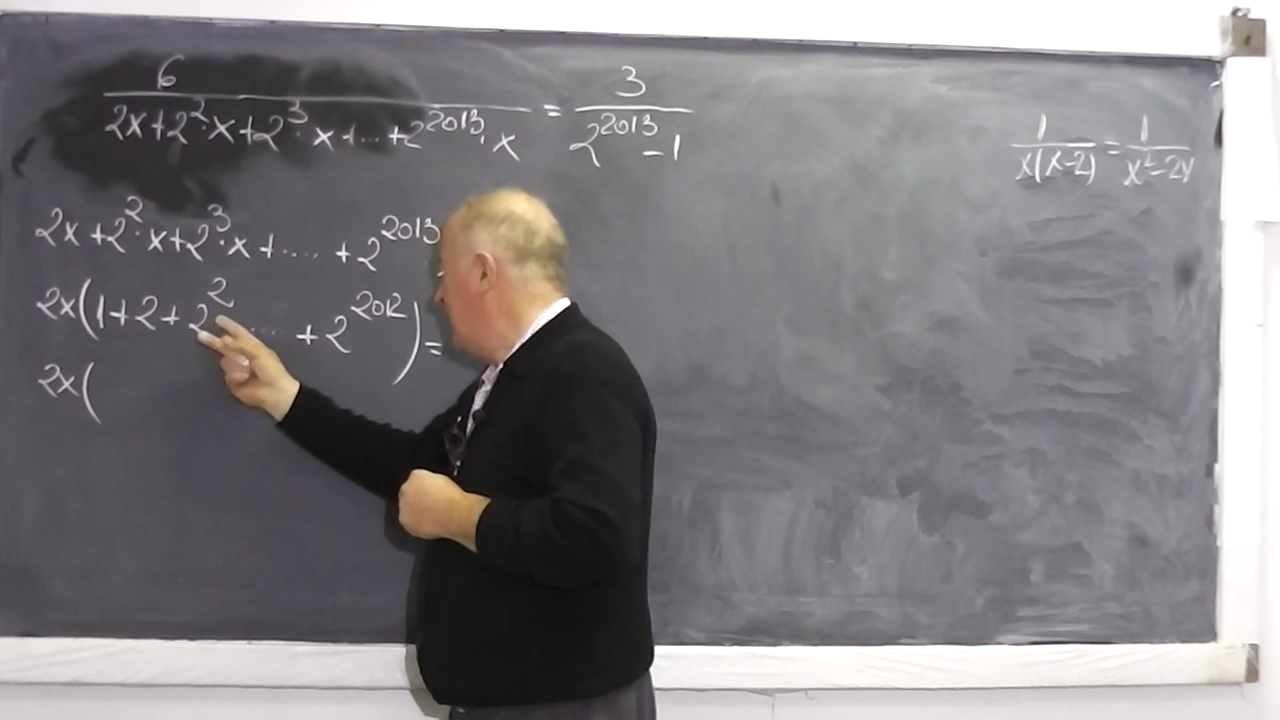 6/(2x+2²·x+2³·x+...+2²⁰¹³·x) = 3/(2²⁰¹³-1)
1/(x(x-2)) = 1/(x²-2x)
2x+2²·x+2³·x+....+2²⁰¹³
2x(1+2+2²....+2²⁰¹²)=
2x(